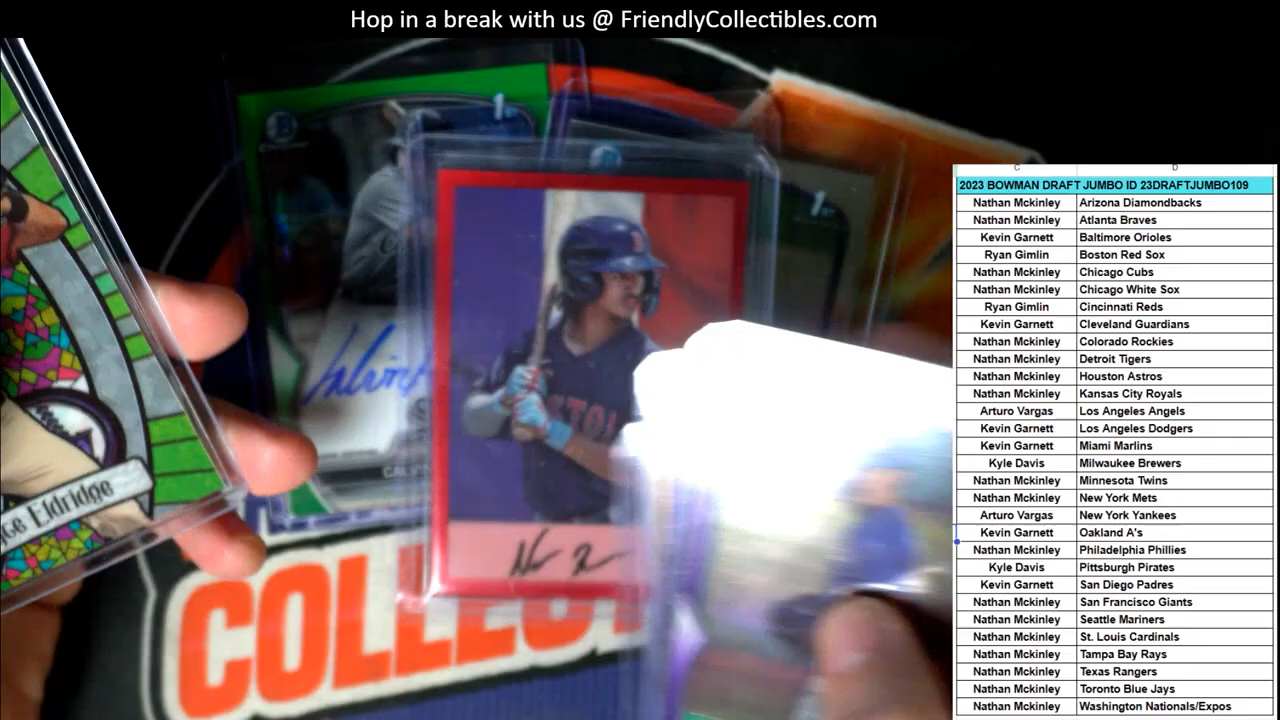 Hop in a break with us @ FriendlyCollectibles.com
C D
2023 BOWMAN DRAFT JUMBO ID 23DRAFTJUMBO109
Nathan Mckinley Arizona Diamondbacks
Nathan Mckinley Atlanta Braves
Kevin Garnett Baltimore Orioles
Ryan Gimlin Boston Red Sox
Nathan Mckinley Chicago Cubs
Nathan Mckinley Chicago White Sox
Ryan Gimlin Cincinnati Reds
Kevin Garnett Cleveland Guardians
Nathan Mckinley Colorado Rockies
Nathan Mckinley Detroit Tigers
Nathan Mckinley Houston Astros
Nathan Mckinley Kansas City Royals
Arturo Vargas Los Angeles Angels
Kevin Garnett Los Angeles Dodgers
Kevin Garnett Miami Marlins
Kyle Davis Milwaukee Brewers
Nathan Mckinley Minnesota Twins
Nathan Mckinley New York Mets
Arturo Vargas New York Yankees
Kevin Garnett Oakland A's
Nathan Mckinley Philadelphia Phillies
Kyle Davis Pittsburgh Pirates
Kevin Garnett San Diego Padres
Nathan Mckinley San Francisco Giants
Nathan Mckinley Seattle Mariners
Nathan Mckinley St. Louis Cardinals
Nathan Mckinley Tampa Bay Rays
Nathan Mckinley Texas Rangers
Nathan Mckinley Toronto Blue Jays
Nathan Mckinley Washington Nationals/Expos
1st
1st
B
Eldridge
COLLECT